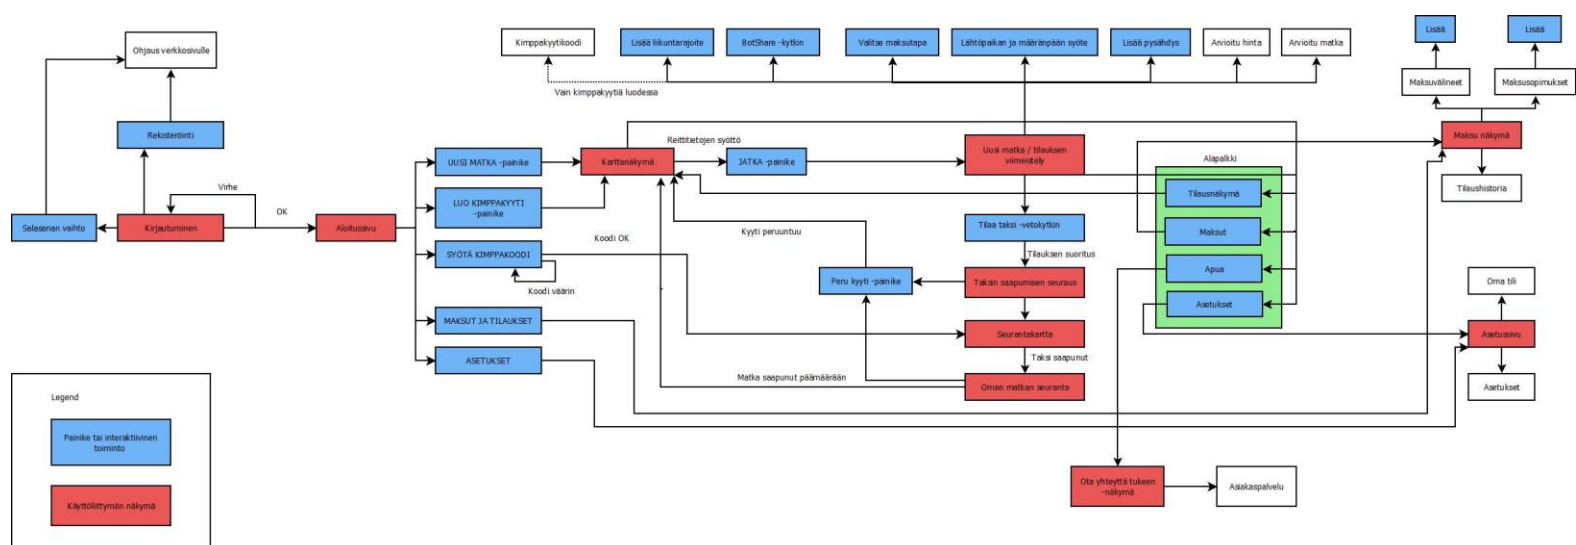 Ohjaus verkkosivulle
Rekisteröinti
Virhe
OK
Salasanan vaihto
Kirjautuminen
Aloitussivu
UUSI MATKA -painike
LUO KIMPPAKYYTI
-painike
SYÖTÄ KIMPPAKOODI
Koodi väärin
MAKSUT JA TILAUKSET
ASETUKSET
Koodi OK
Kimppakyytikoodi
Lisää liikuntarajoite
BotShare -kytkin
Valitse maksutapa
Lähtöpaikan ja määränpään syöte
Lisää pysähdys
Arvioitu hinta
Arvioitu matka
Vain kimppakyytiä luodessa
Reittitietojen syöttö
Karttanäkymä
JATKA -painike
Uusi matka / tilauksen
viimeistely
Kyyti peruuntuu
Tilaa taksi -vetokytkin
Tilauksen suoritus
Peru kyyti -painike
Taksin saapumisen seuraus
Seurantakartta
Taksi saapunut
Matka saapunut päämäärään
Oman matkan seuranta
Alapalkki
Tilausnäkymä
Maksut
Apua
Asetukset
Lisää
Lisää
Maksuvälineet
Maksusopimukset
Maksu näkymä
Tilaushistoria
Oma tili
Asetussivu
Asetukset
Ota yhteyttä tukeen
-näkymä
Asiakaspalvelu
Legend
Painike tai interaktiivinen
toiminto
Käyttöliittymän näkymä